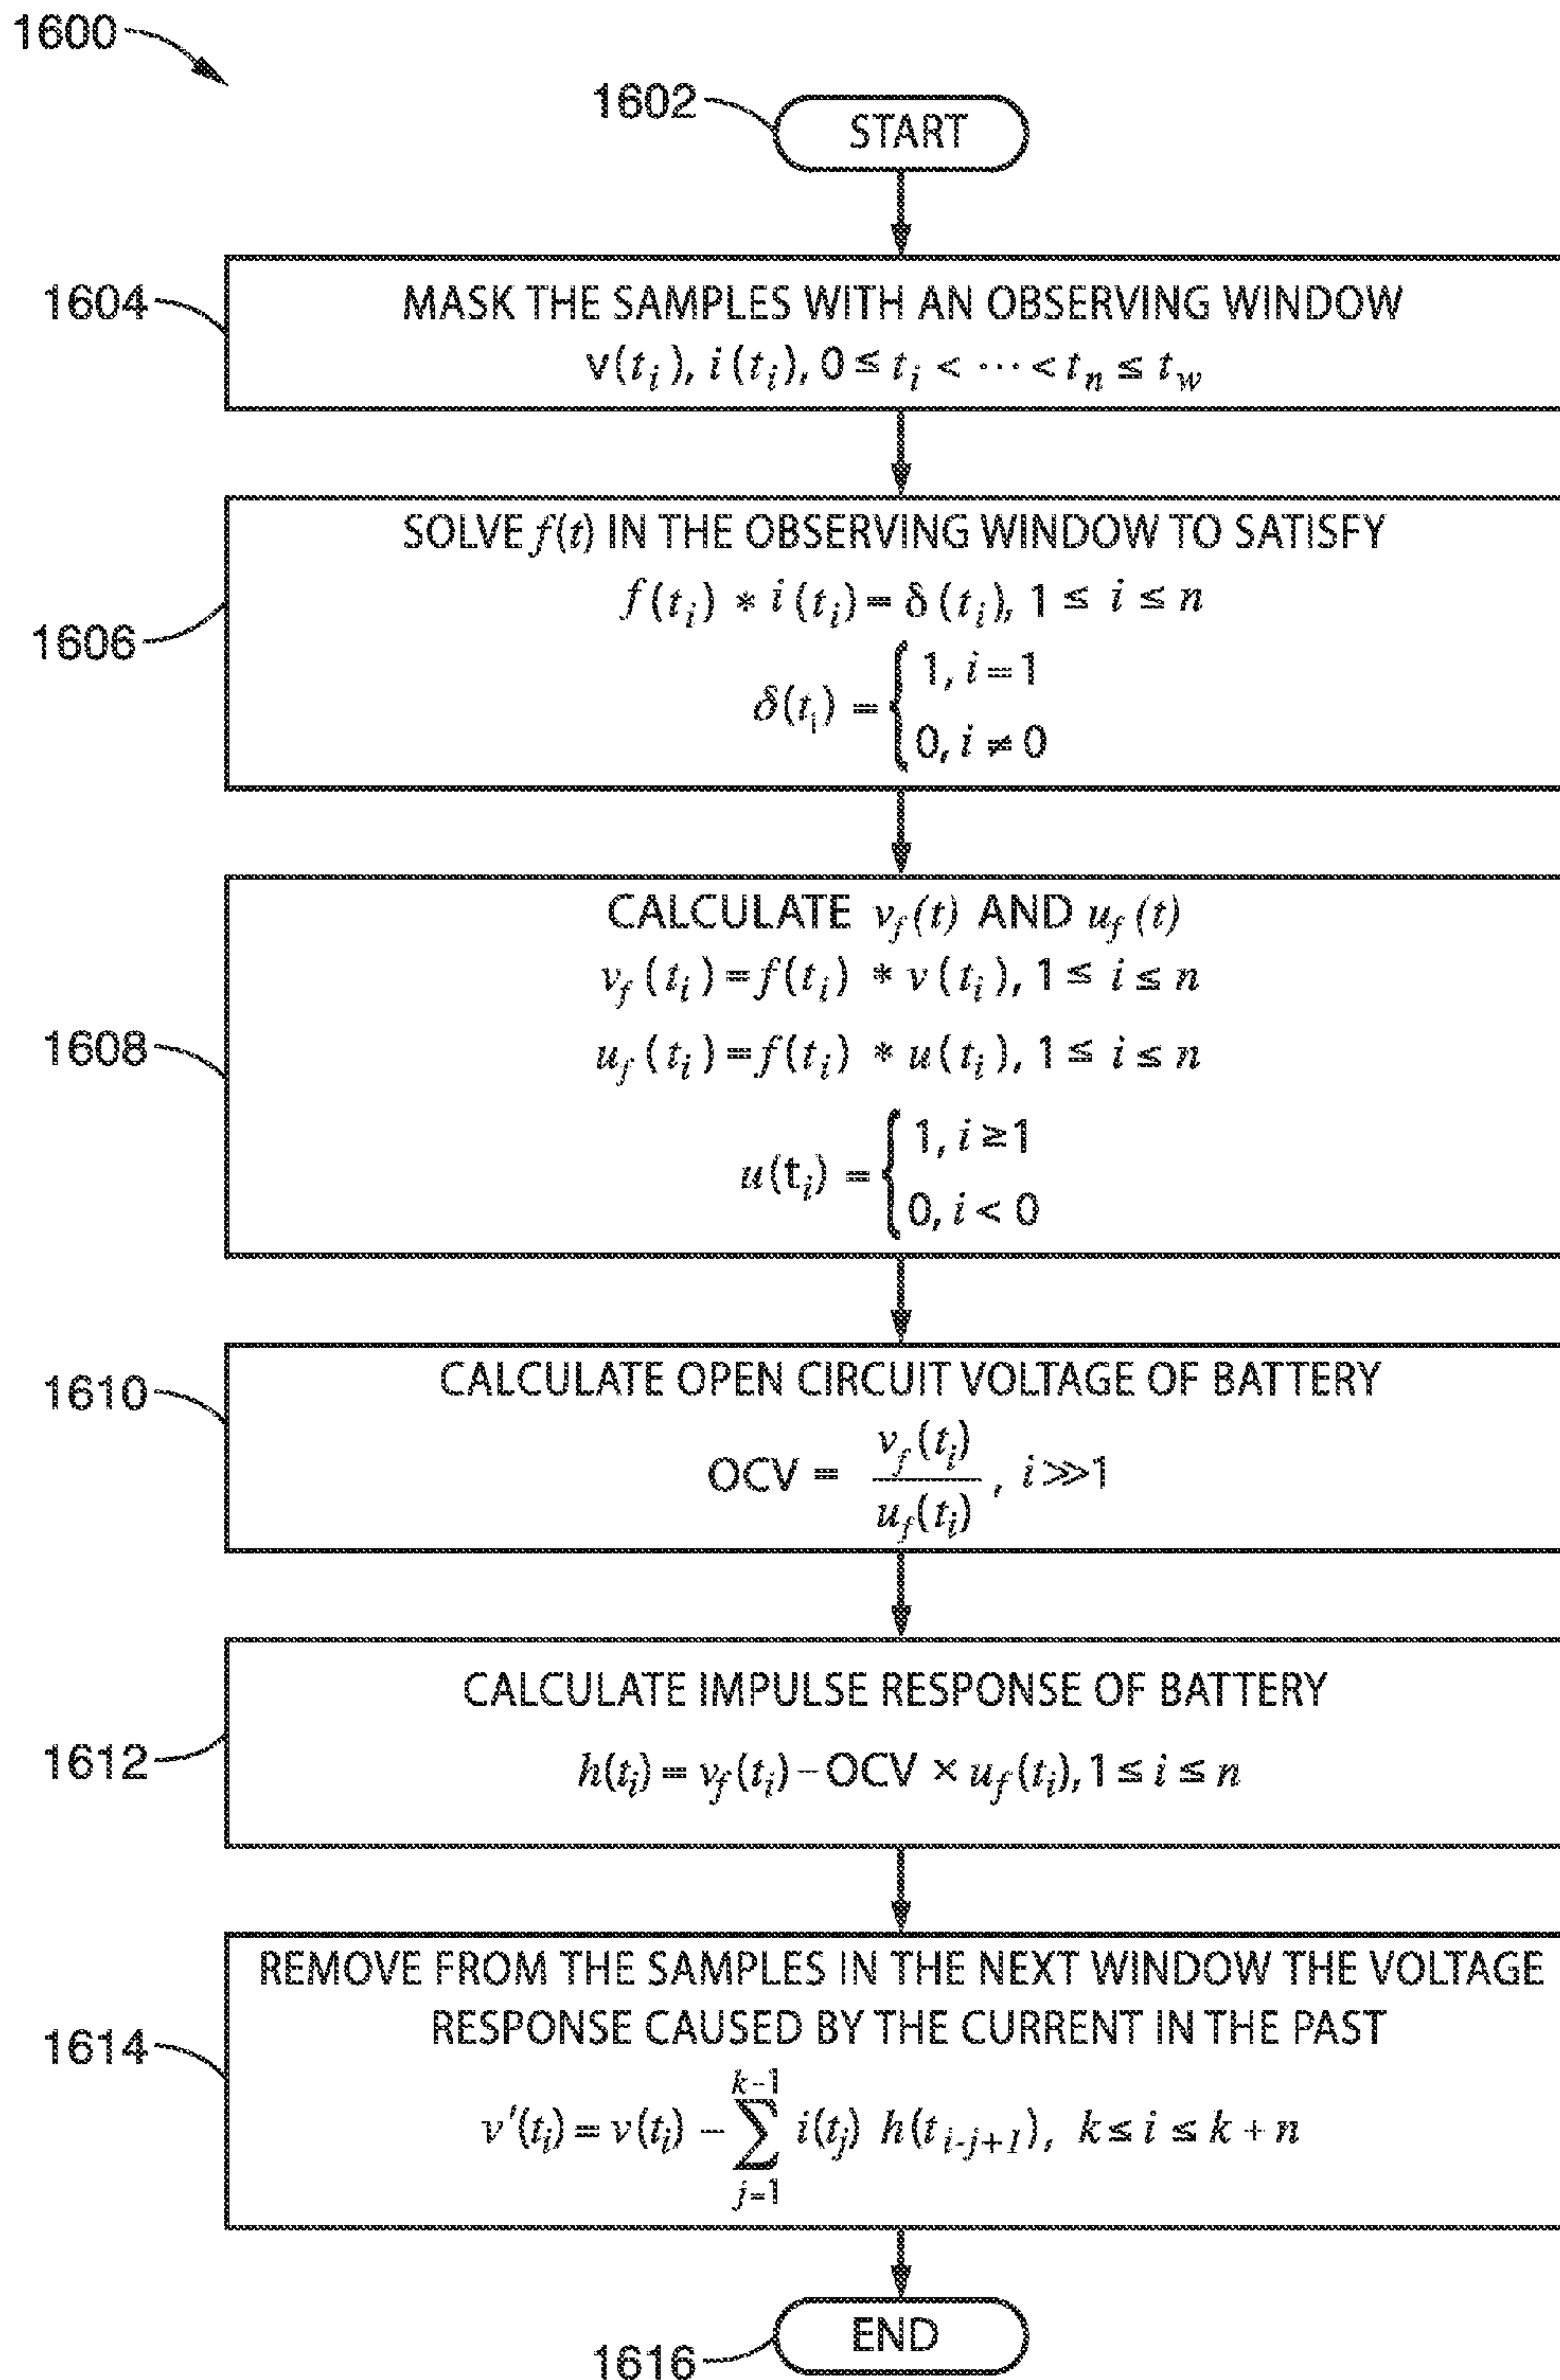 1600
1602
START
1604
MASK THE SAMPLES WITH AN OBSERVING WINDOW
v(t_i), i(t_i), 0 ≤ t_i < ⋯ < t_n ≤ t_w
SOLVE f(t) IN THE OBSERVING WINDOW TO SATISFY
f(t_i) * i(t_i) = δ(t_i), 1 ≤ i ≤ n
1606
δ(t_i) = { 1, i = 1
0, i ≠ 0
CALCULATE v_f(t) AND u_f(t)
v_f(t_i) = f(t_i) * v(t_i), 1 ≤ i ≤ n
1608
u_f(t_i) = f(t_i) * u(t_i), 1 ≤ i ≤ n
u(t_i) = { 1, i ≥ 1
0, i < 0
1610
CALCULATE OPEN CIRCUIT VOLTAGE OF BATTERY
OCV = v_f(t_i) / u_f(t_i), i ≫ 1
CALCULATE IMPULSE RESPONSE OF BATTERY
1612
h(t_i) = v_f(t_i) – OCV × u_f(t_i), 1 ≤ i ≤ n
REMOVE FROM THE SAMPLES IN THE NEXT WINDOW THE VOLTAGE
RESPONSE CAUSED BY THE CURRENT IN THE PAST
1614
v'(t_i) = v(t_i) – ∑_{j=1}^{k-1} i(t_j) h(t_{i-j+1}), k ≤ i ≤ k + n
END
1616